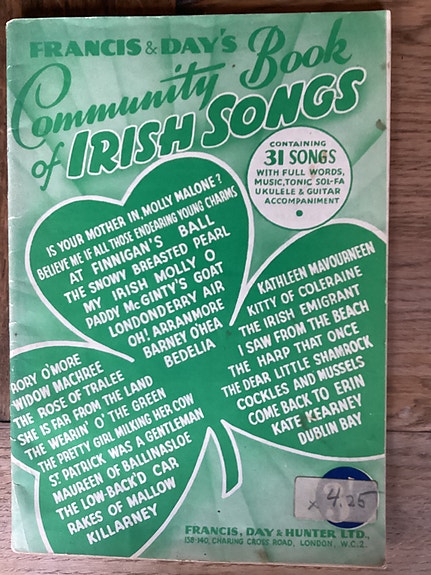 FRANCIS & DAY'S
Community Book
of IRISH SONGS
CONTAINING
31 SONGS
WITH FULL WORDS,
MUSIC, TONIC SOL-FA
UKULELE & GUITAR
ACCOMPANIMENT
IS YOUR MOTHER IN, MOLLY MALONE?
BELIEVE ME IF ALL THOSE ENDEARING YOUNG CHARMS
AT FINNIGAN'S BALL
THE SNOWY BREASTED PEARL
MY IRISH MOLLY O
PADDY McGINTY'S GOAT
LONDONDERRY AIR
OH! ARRANMORE
BARNEY O'HEA
BEDELIA
KATHLEEN MAVOURNEEN
KITTY OF COLERAINE
THE IRISH EMIGRANT
I SAW FROM THE BEACH
THE HARP THAT ONCE
THE DEAR LITTLE SHAMROCK
COCKLES AND MUSSELS
COME BACK TO ERIN
KATE KEARNEY
DUBLIN BAY
RORY O'MORE
WIDOW MACHREE
THE ROSE OF TRALEE
SHE IS FAR FROM THE LAND
THE WEARIN' O' THE GREEN
THE PRETTY GIRL MILKING HER COW
ST PATRICK WAS A GENTLEMAN
MAUREEN OF BALLINASLOE
THE LOW-BACK'D CAR
RAKES OF MALLOW
KILLARNEY
x 4.25
FRANCIS, DAY & HUNTER LTD.,
138-140, CHARING CROSS ROAD, LONDON, W.C.2.